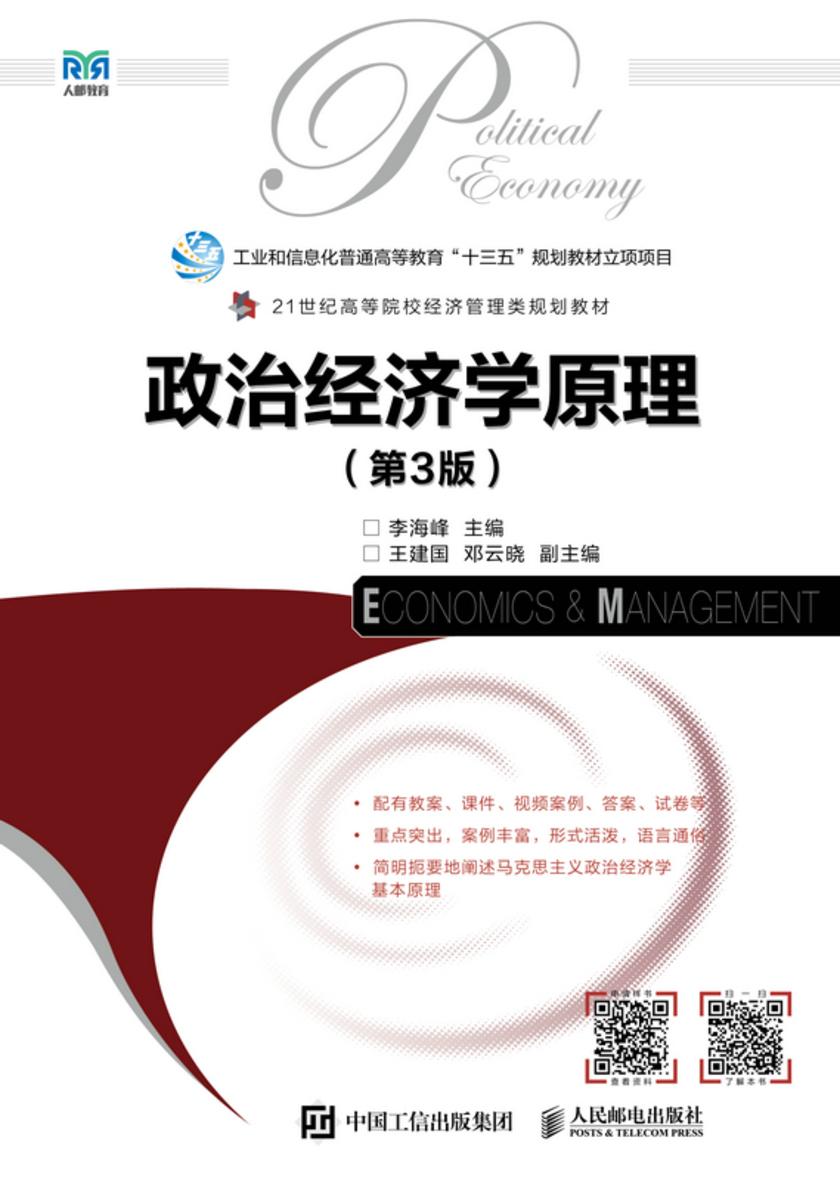 人邮教育
Political
Economy
十三五
工业和信息化普通高等教育“十三五”规划教材立项项目
21世纪高等院校经济管理类规划教材
政治经济学原理
（第3版）
□ 李海峰 主编
□ 王建国 邓云晓 副主编
ECONOMICS & MANAGEMENT
• 配有教案、课件、视频案例、答案、试卷等
• 重点突出，案例丰富，形式活泼，语言通俗
• 简明扼要地阐述马克思主义政治经济学
基本原理
申请样书 扫一扫
查看资料 了解本书
中国工信出版集团 人民邮电出版社
POSTS & TELECOM PRESS